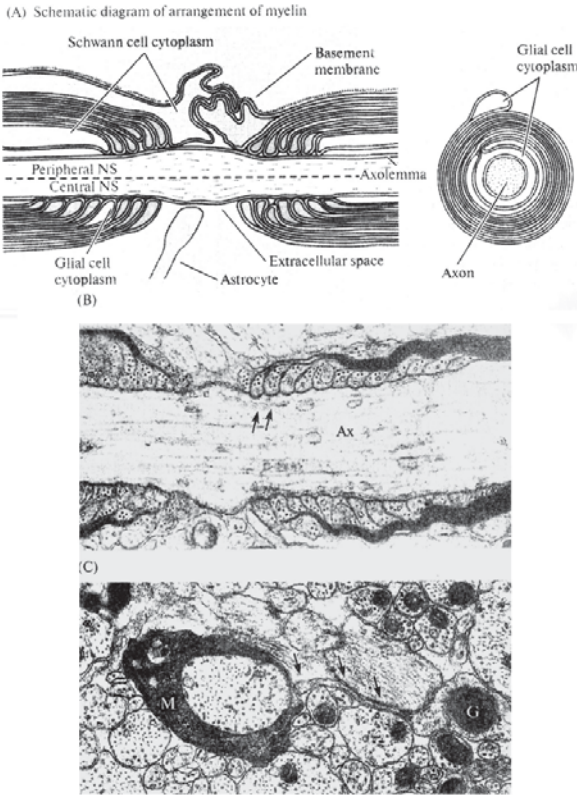 (A) Schematic diagram of arrangement of myelin
Schwann cell cytoplasm
Basement
membrane
Glial cell
cytoplasm
Peripheral NS
Central NS
Axolemma
Glial cell
cytoplasm
Astrocyte
Extracellular space
Axon
(B)
Ax
(C)
M
G